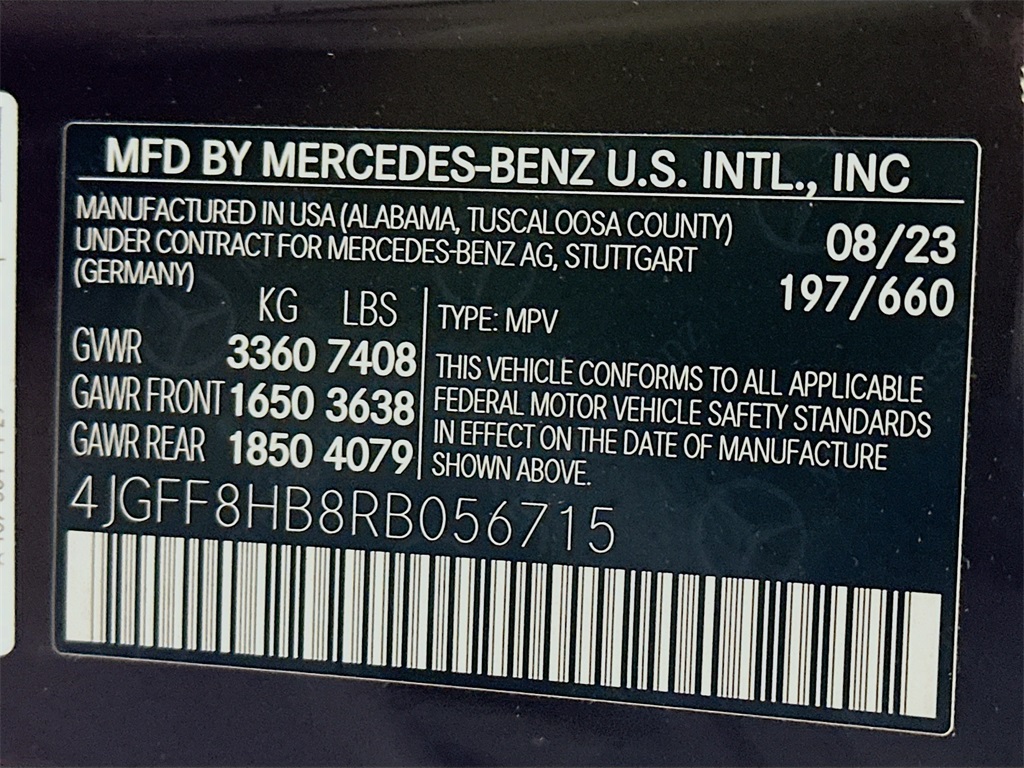 MFD BY MERCEDES-BENZ U.S. INTL., INC
MANUFACTURED IN USA (ALABAMA, TUSCALOOSA COUNTY)
UNDER CONTRACT FOR MERCEDES-BENZ AG, STUTTGART
(GERMANY)
08/23
197/660
KG LBS
GVWR 3360 7408
GAWR FRONT 1650 3638
GAWR REAR 1850 4079
TYPE: MPV
THIS VEHICLE CONFORMS TO ALL APPLICABLE
FEDERAL MOTOR VEHICLE SAFETY STANDARDS
IN EFFECT ON THE DATE OF MANUFACTURE
SHOWN ABOVE.
4JGFF8HB8RB056715